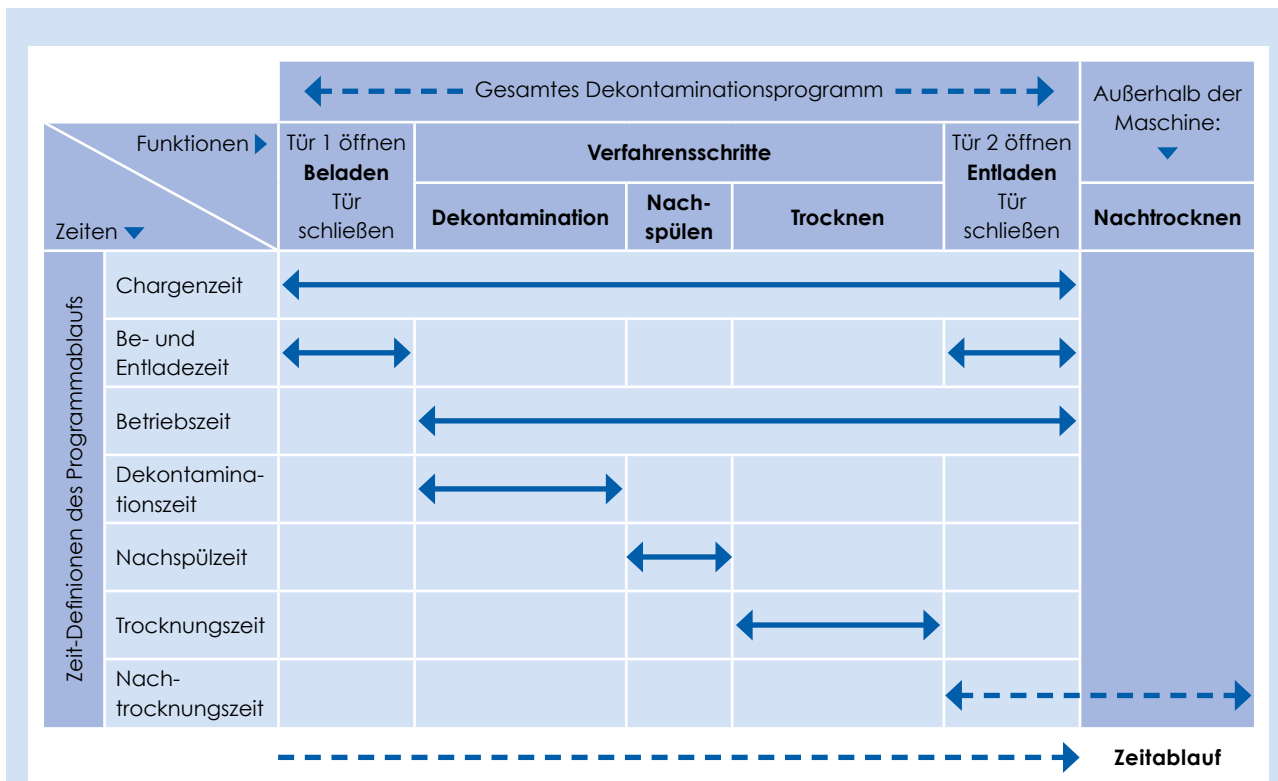 Gesamtes Dekontaminationsprogramm
Außerhalb der
Maschine:
Funktionen
Zeiten
Tür 1 öffnen
Beladen
Tür
schließen
Verfahrensschritte
Dekontamination
Nach-
spülen
Trocknen
Tür 2 öffnen
Entladen
Tür
schließen
Nachtrocknen
Zeit-Definionen des Programmablaufs
Chargenzeit
Be- und
Entladezeit
Betriebszeit
Dekontamina-
tionszeit
Nachspülzeit
Trocknungszeit
Nach-
trocknungszeit
Zeitablauf